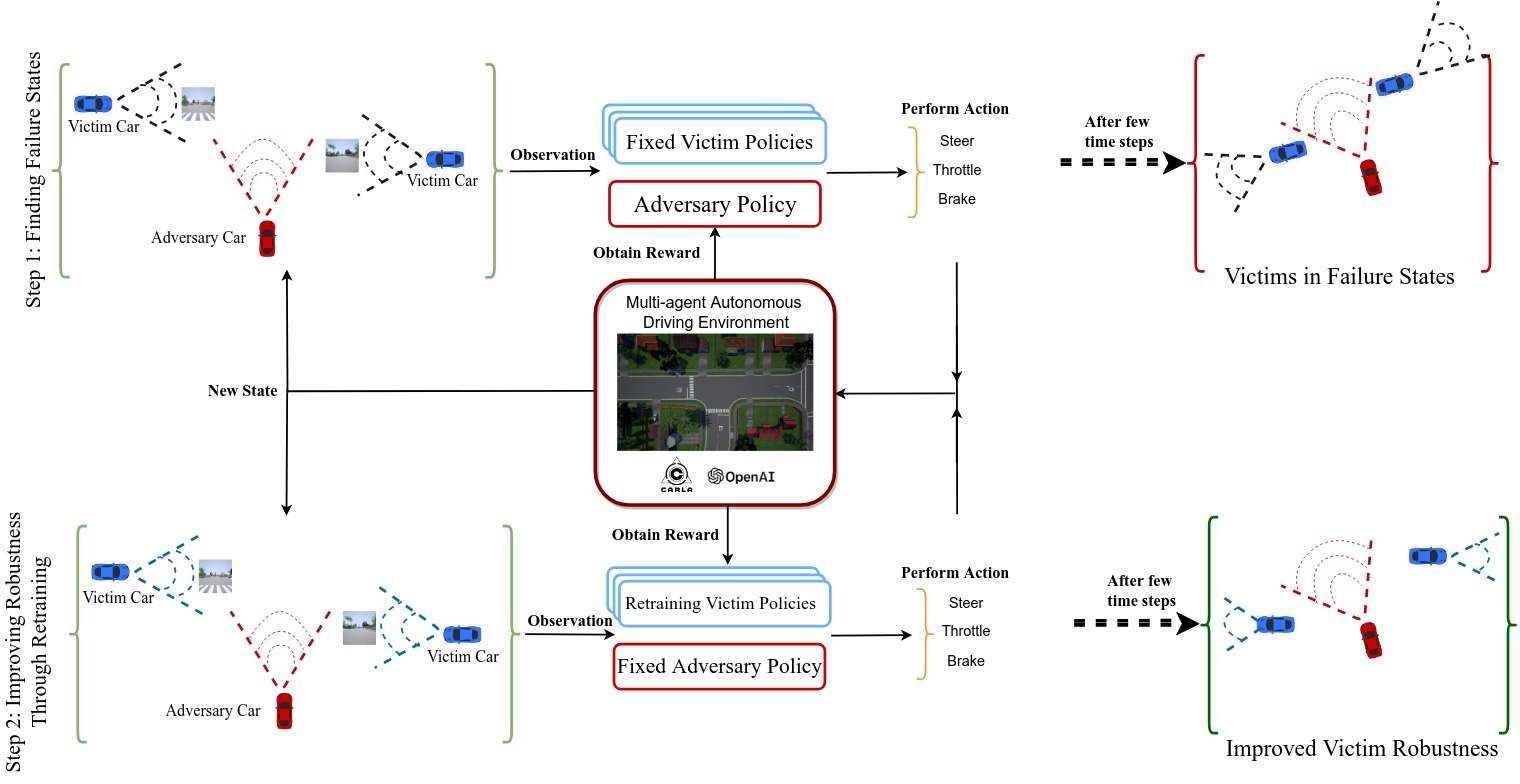 Step 1: Finding Failure States
Victim Car
Victim Car
Adversary Car
Observation
Fixed Victim Policies
Adversary Policy
Perform Action
Steer
Throttle
Brake
After few
time steps
Victims in Failure States
Obtain Reward
Multi-agent Autonomous
Driving Environment
CARLA
OpenAI
New State
Obtain Reward
Step 2: Improving Robustness
Through Retraining
Victim Car
Victim Car
Adversary Car
Observation
Retraining Victim Policies
Fixed Adversary Policy
Perform Action
Steer
Throttle
Brake
After few
time steps
Improved Victim Robustness